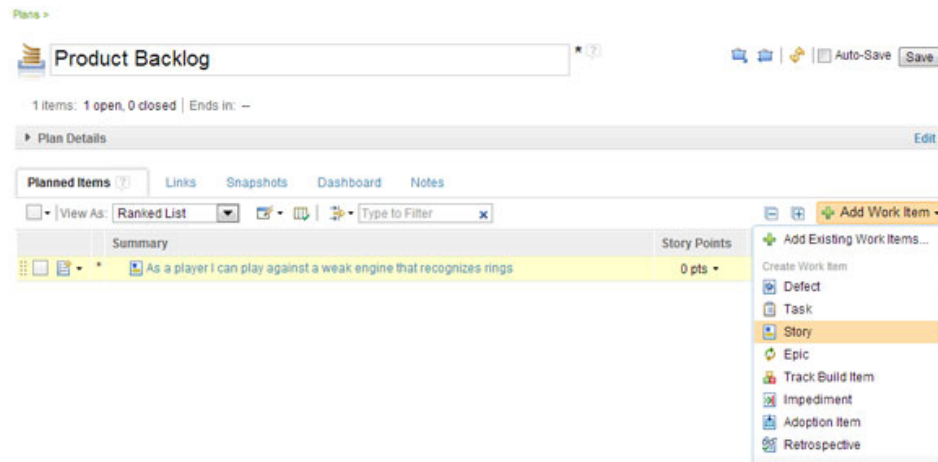 Plans >
Product Backlog * ? Auto-Save Save
1 items: 1 open, 0 closed | Ends in: --
Plan Details Edit
Planned Items ? Links Snapshots Dashboard Notes
View As: Ranked List Type to Filter Add Work Item
Summary Story Points Add Existing Work Items...
As a player I can play against a weak engine that recognizes rings 0 pts Create Work Item
Defect
Task
Story
Epic
Track Build Item
Impediment
Adoption Item
Retrospective